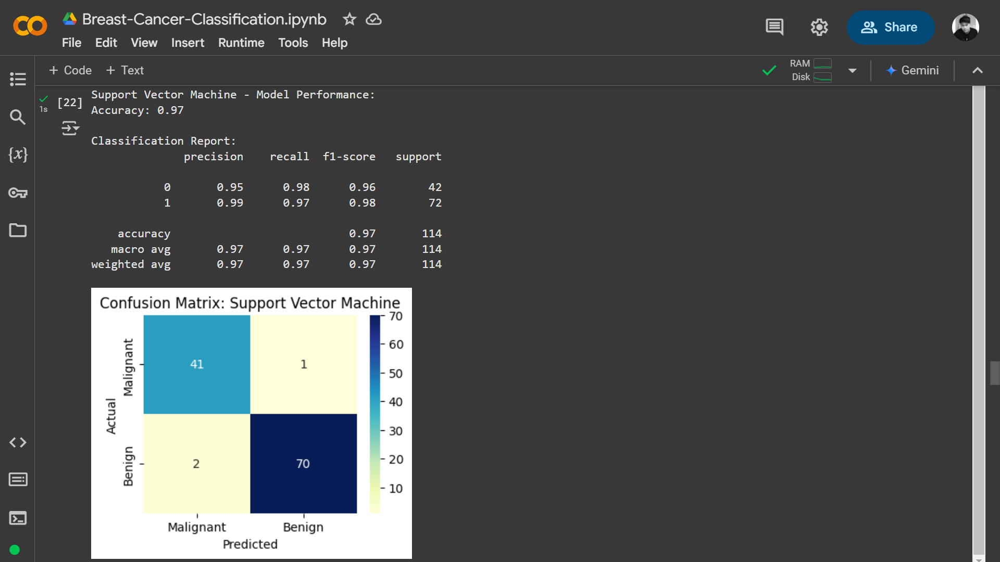 Breast-Cancer-Classification.ipynb
File Edit View Insert Runtime Tools Help
Share
+ Code + Text
RAM
Disk
Gemini
1s
[22]
Support Vector Machine - Model Performance:
Accuracy: 0.97
Classification Report:
precision recall f1-score support
0 0.95 0.98 0.96 42
1 0.99 0.97 0.98 72
accuracy 0.97 114
macro avg 0.97 0.97 0.97 114
weighted avg 0.97 0.97 0.97 114
Confusion Matrix: Support Vector Machine
Actual
Malignant
Benign
41 1
2 70
Malignant Benign
Predicted
70
60
50
40
30
20
10
{x}